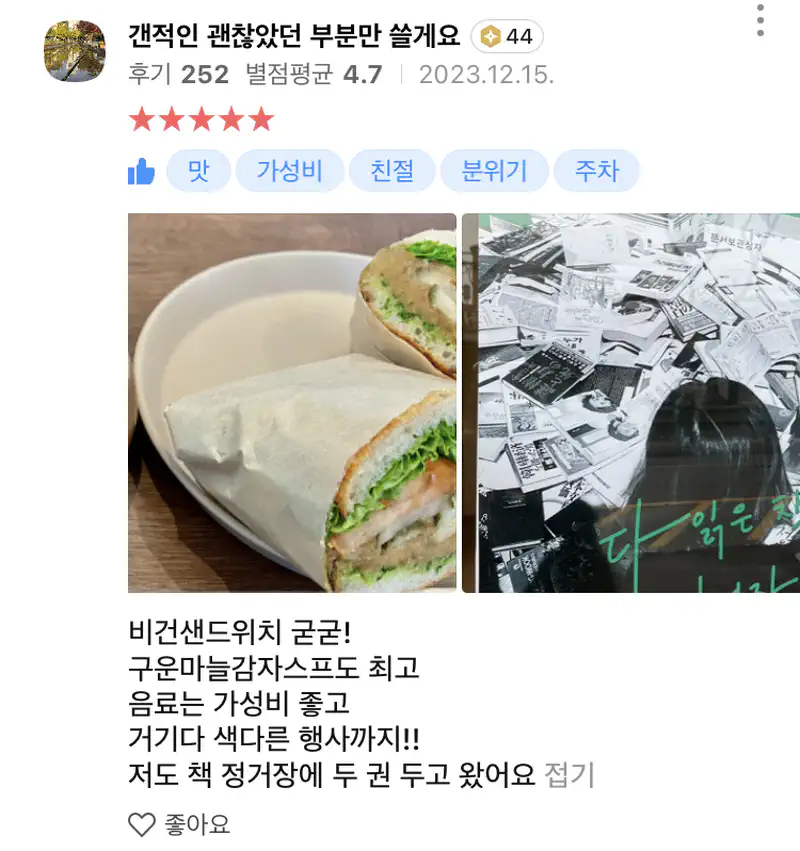 갠적인 괜찮았던 부분만 쓸게요 44
후기 252 별점평균 4.7 2023.12.15.
맛 가성비 친절 분위기 주차
문서보관상자
다 읽은 책
비건샌드위치 굳굳!
구운마늘감자스프도 최고
음료는 가성비 좋고
거기다 색다른 행사까지!!
저도 책 정거장에 두 권 두고 왔어요 접기
좋아요